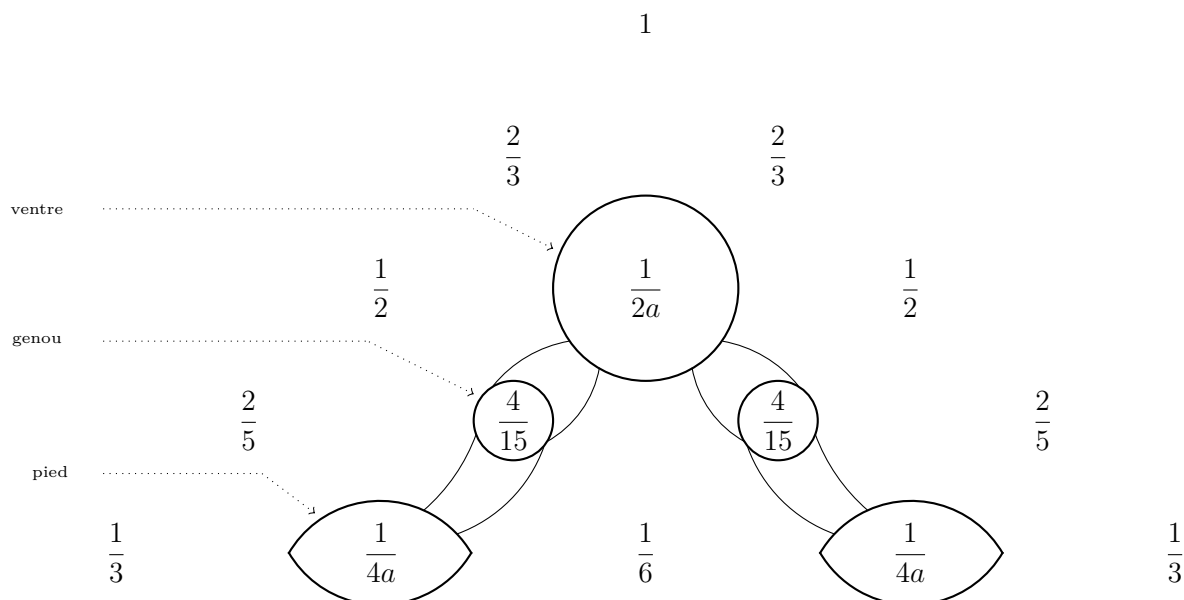 1
2/3 2/3
ventre
1/2 1/2a 1/2
genou
2/5 4/15 4/15 2/5
pied
1/3 1/4a 1/6 1/4a 1/3